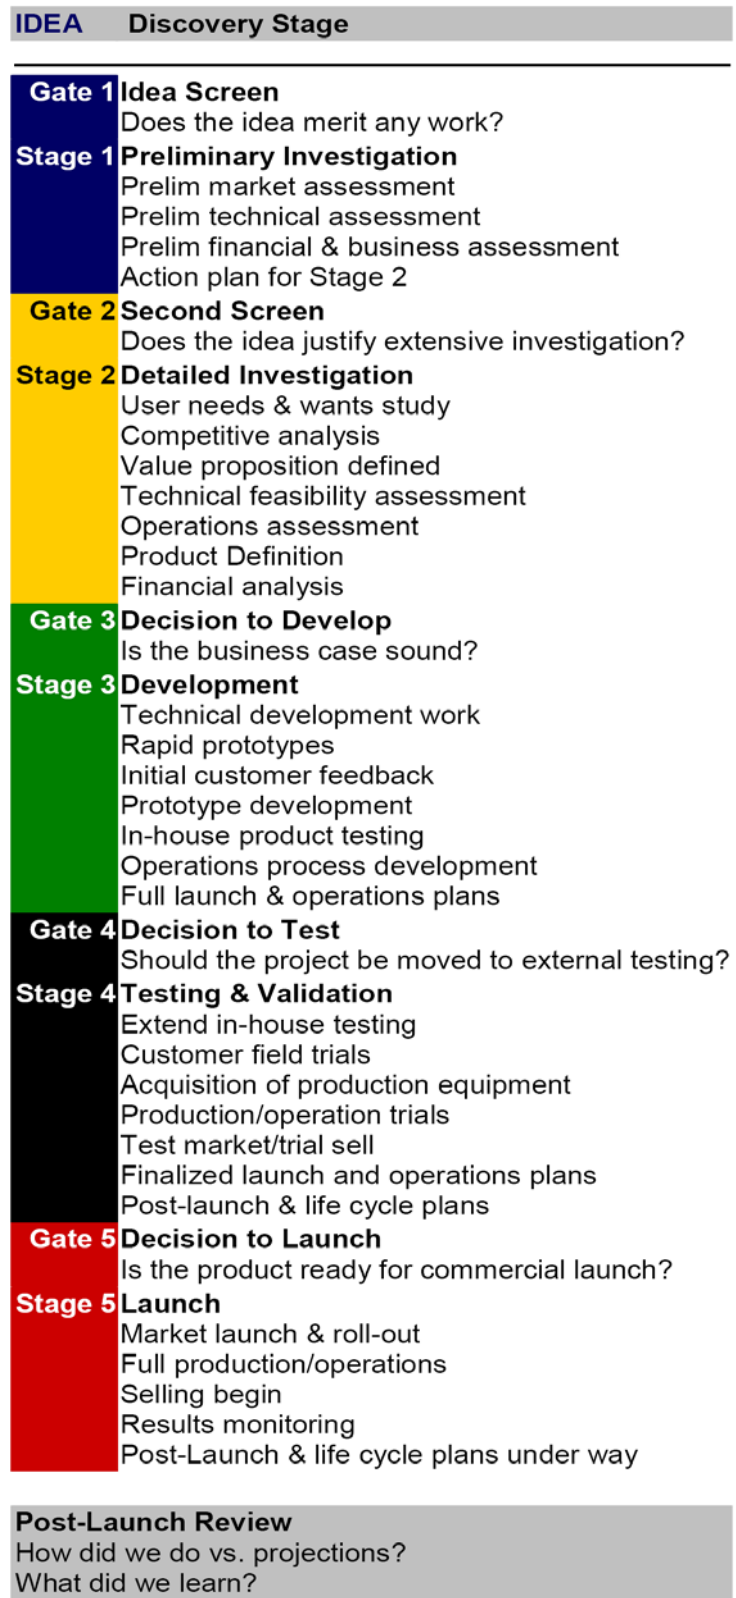 IDEA Discovery Stage
Gate 1 Idea Screen
Does the idea merit any work?
Stage 1 Preliminary Investigation
Prelim market assessment
Prelim technical assessment
Prelim financial & business assessment
Action plan for Stage 2
Gate 2 Second Screen
Does the idea justify extensive investigation?
Stage 2 Detailed Investigation
User needs & wants study
Competitive analysis
Value proposition defined
Technical feasibility assessment
Operations assessment
Product Definition
Financial analysis
Gate 3 Decision to Develop
Is the business case sound?
Stage 3 Development
Technical development work
Rapid prototypes
Initial customer feedback
Prototype development
In-house product testing
Operations process development
Full launch & operations plans
Gate 4 Decision to Test
Should the project be moved to external testing?
Stage 4 Testing & Validation
Extend in-house testing
Customer field trials
Acquisition of production equipment
Production/operation trials
Test market/trial sell
Finalized launch and operations plans
Post-launch & life cycle plans
Gate 5 Decision to Launch
Is the product ready for commercial launch?
Stage 5 Launch
Market launch & roll-out
Full production/operations
Selling begin
Results monitoring
Post-Launch & life cycle plans under way
Post-Launch Review
How did we do vs. projections?
What did we learn?